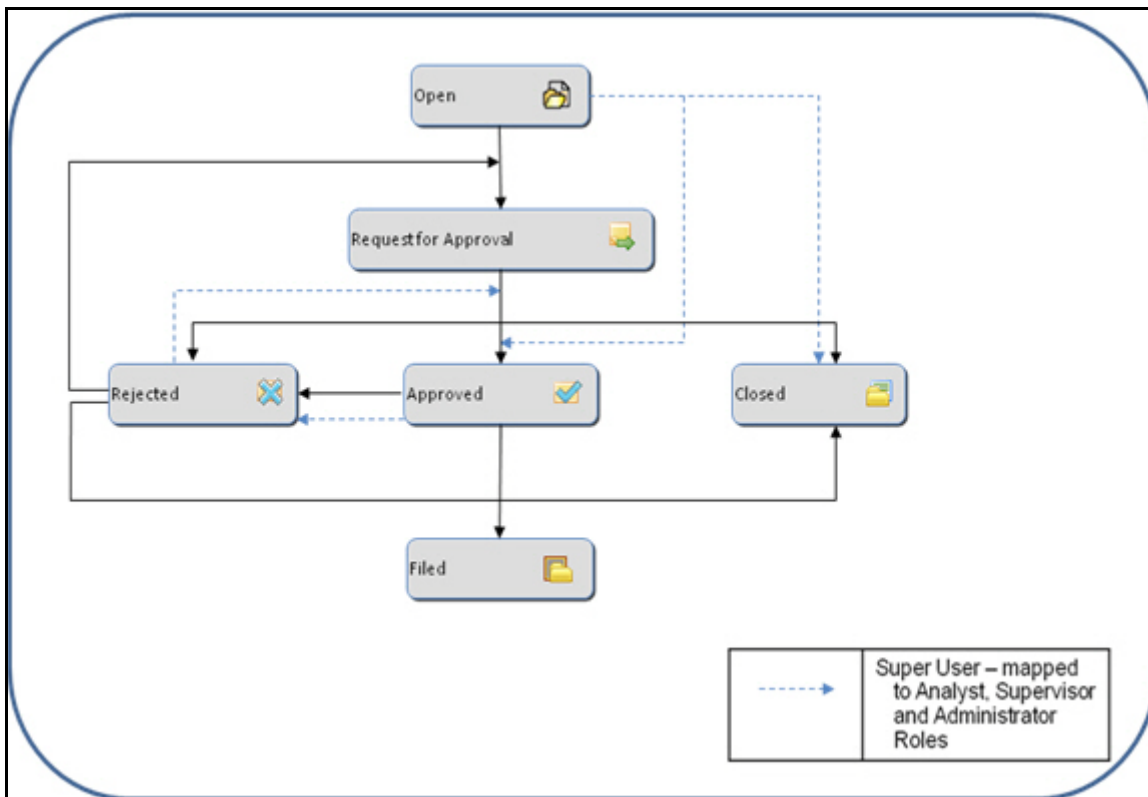 Open
Request for Approval
Rejected
Approved
Closed
Filed
Super User – mapped
to Analyst, Supervisor
and Administrator
Roles